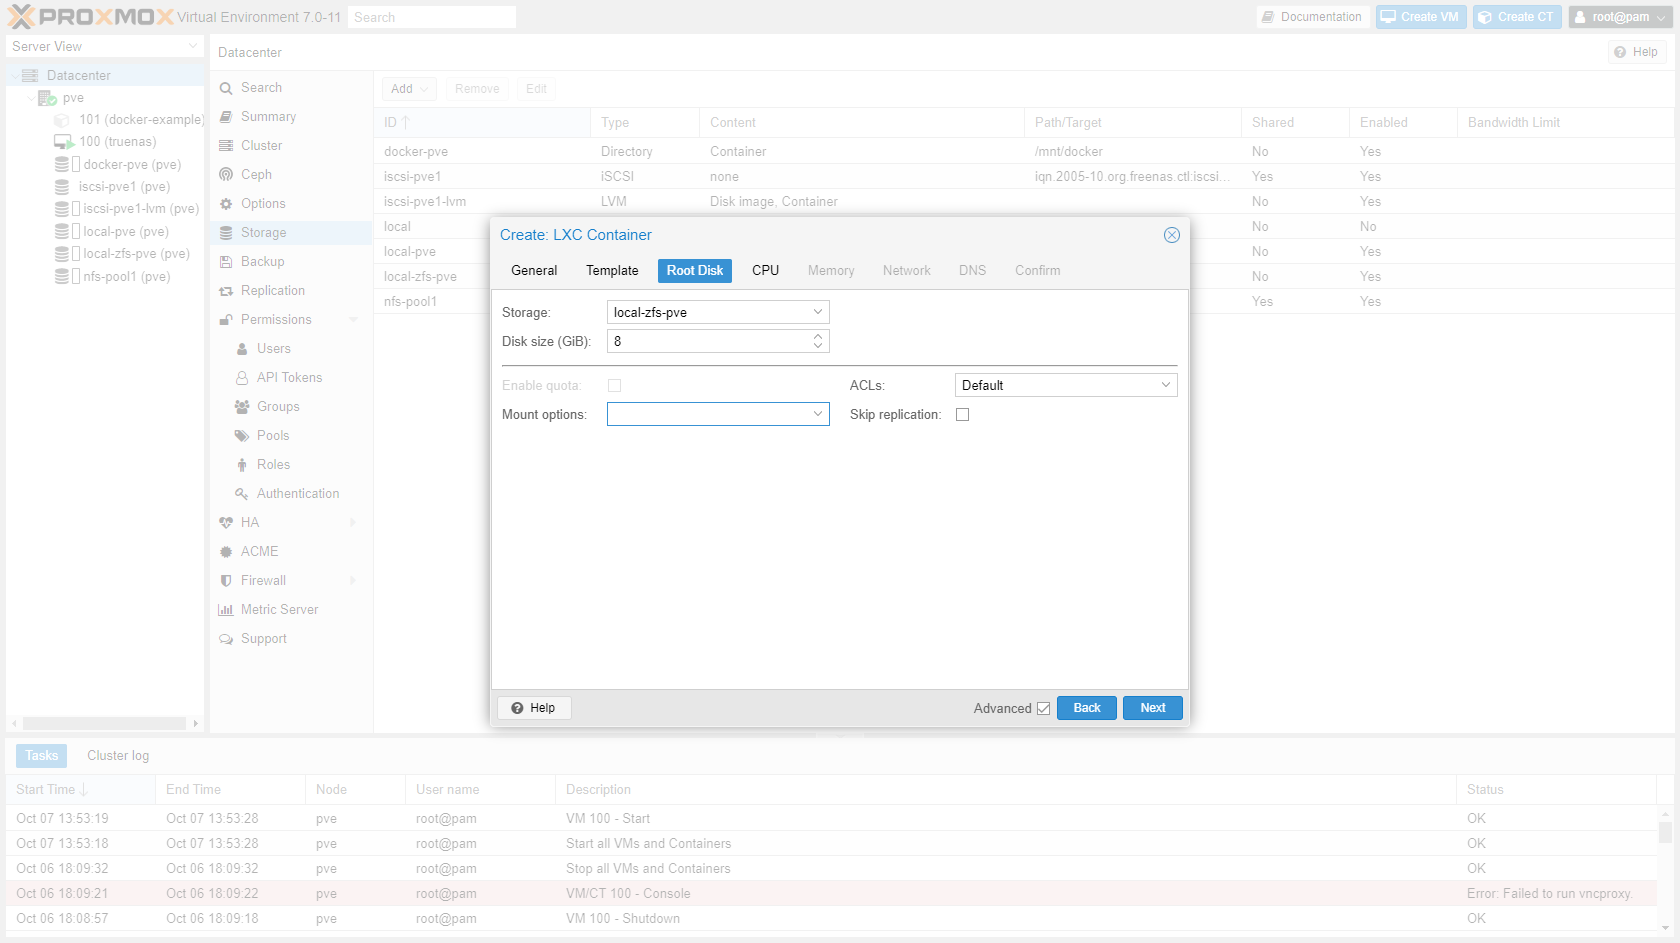 PROXMOX Virtual Environment 7.0-11 Search Documentation Create VM Create CT root@pam
Server View
Datacenter
pve
101 (docker-example)
100 (truenas)
docker-pve (pve)
iscsi-pve1 (pve)
iscsi-pve1-lvm (pve)
local-pve (pve)
local-zfs-pve (pve)
nfs-pool1 (pve)
Datacenter Help
Search
Summary
Cluster
Ceph
Options
Storage
Backup
Replication
Permissions
Users
API Tokens
Groups
Pools
Roles
Authentication
HA
ACME
Firewall
Metric Server
Support
Add Remove Edit
ID Type Content Path/Target Shared Enabled Bandwidth Limit
docker-pve Directory Container /mnt/docker No Yes
iscsi-pve1 iSCSI none iqn.2005-10.org.freenas.ctl:iscsi... Yes Yes
iscsi-pve1-lvm LVM Disk image, Container No Yes
local No No
local-pve No Yes
local-zfs-pve No Yes
nfs-pool1 Yes Yes
Create: LXC Container
General Template Root Disk CPU Memory Network DNS Confirm
Storage: local-zfs-pve
Disk size (GiB): 8
Enable quota: ACLs: Default
Mount options: Skip replication:
Help Advanced Back Next
Tasks Cluster log
Start Time End Time Node User name Description Status
Oct 07 13:53:19 Oct 07 13:53:28 pve root@pam VM 100 - Start OK
Oct 07 13:53:18 Oct 07 13:53:28 pve root@pam Start all VMs and Containers OK
Oct 06 18:09:32 Oct 06 18:09:32 pve root@pam Stop all VMs and Containers OK
Oct 06 18:09:21 Oct 06 18:09:22 pve root@pam VM/CT 100 - Console Error: Failed to run vncproxy.
Oct 06 18:08:57 Oct 06 18:09:18 pve root@pam VM 100 - Shutdown OK